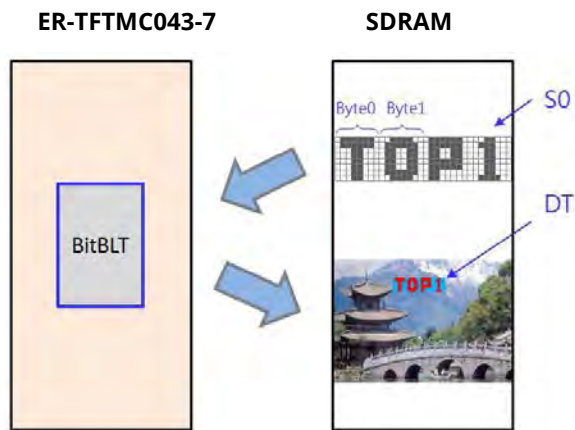 ER-TFTMC043-7 SDRAM
S0
Byte0 Byte1
TOP1
DT
BitBLT
TOP1